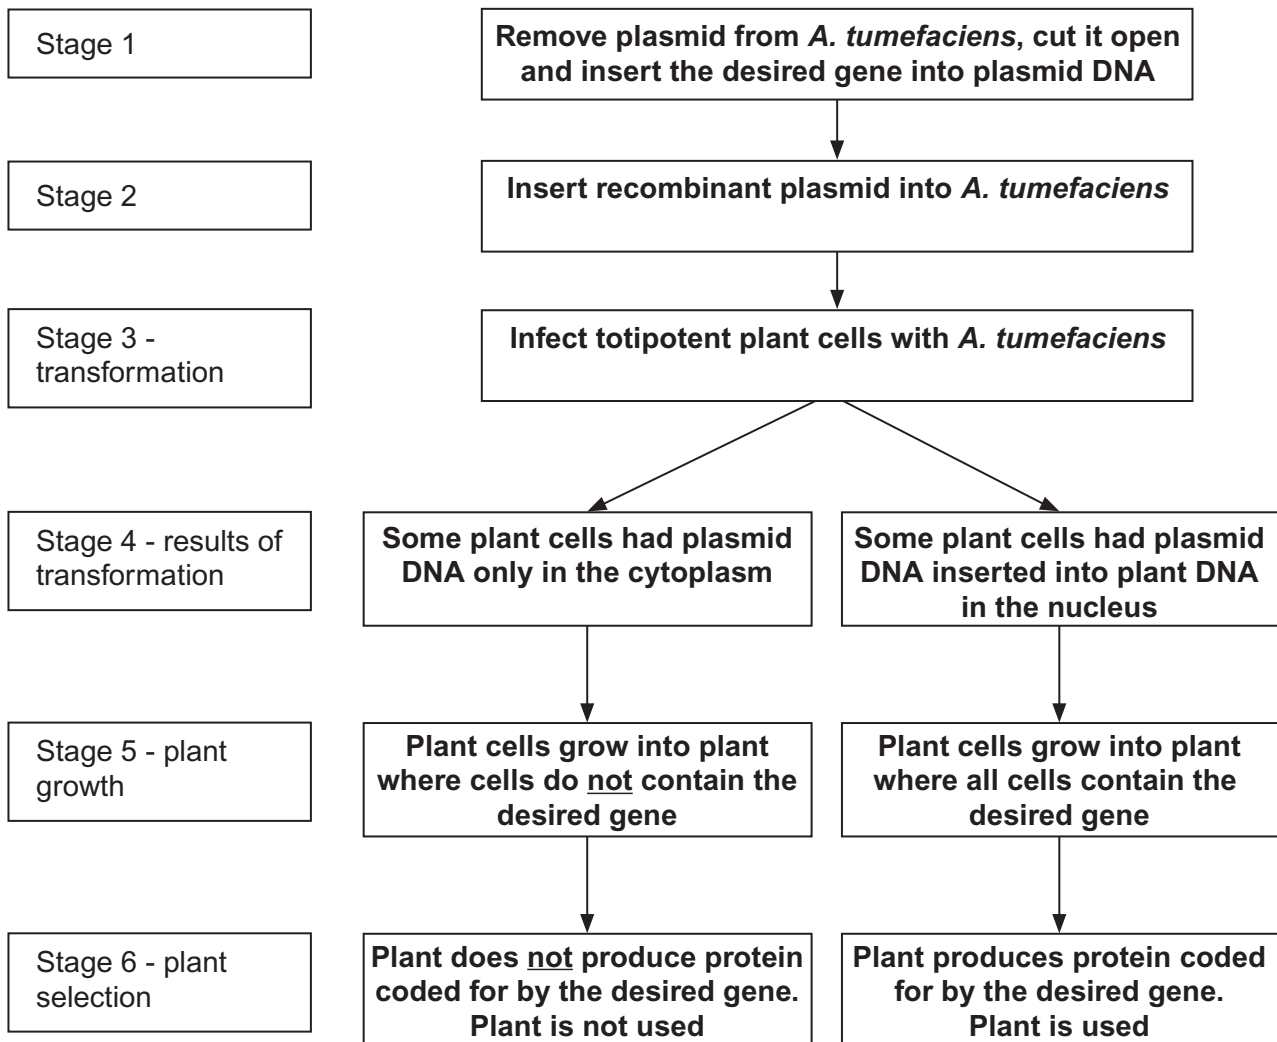 Stage 1
Remove plasmid from A. tumefaciens, cut it open
and insert the desired gene into plasmid DNA
Stage 2
Insert recombinant plasmid into A. tumefaciens
Stage 3 -
transformation
Infect totipotent plant cells with A. tumefaciens
Stage 4 - results of
transformation
Some plant cells had plasmid
DNA only in the cytoplasm
Some plant cells had plasmid
DNA inserted into plant DNA
in the nucleus
Stage 5 - plant
growth
Plant cells grow into plant
where cells do not contain the
desired gene
Plant cells grow into plant
where all cells contain the
desired gene
Stage 6 - plant
selection
Plant does not produce protein
coded for by the desired gene.
Plant is not used
Plant produces protein coded
for by the desired gene.
Plant is used